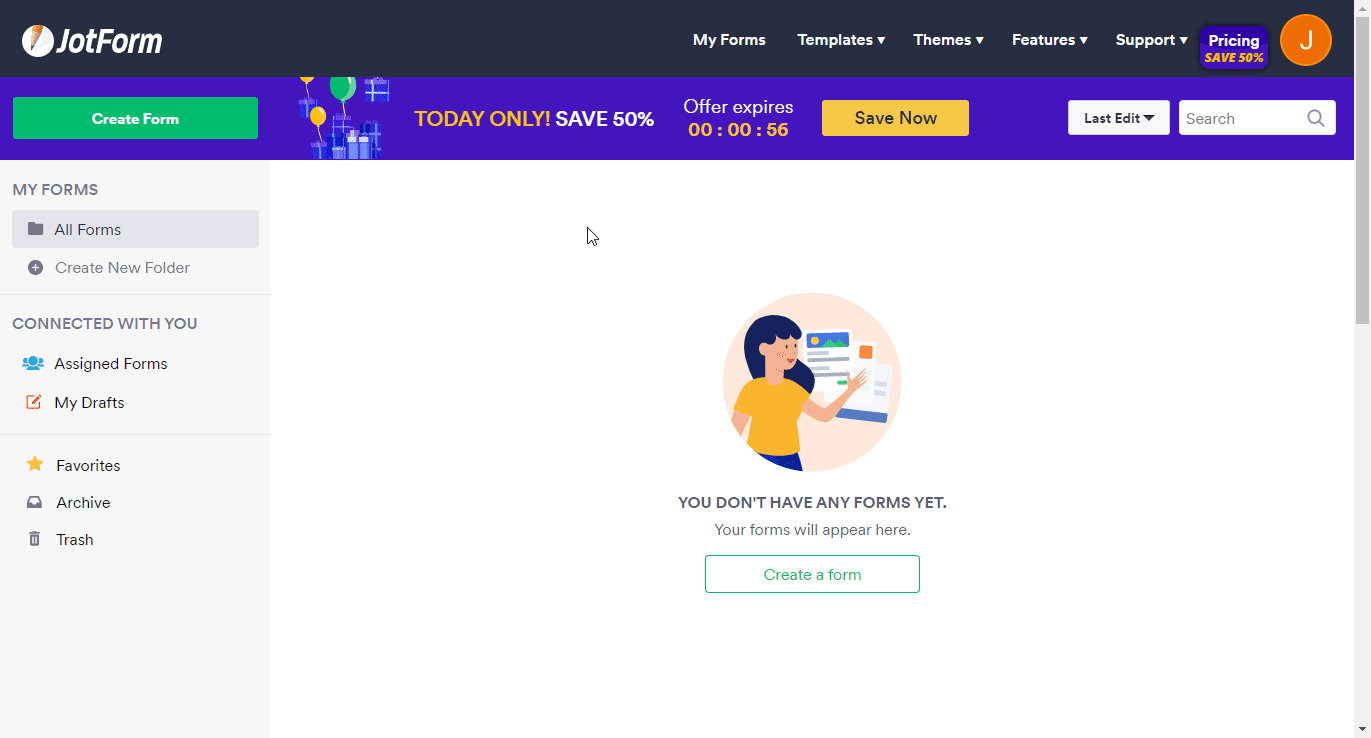 JotForm
My Forms Templates▾ Themes▾ Features▾ Support▾ Pricing
SAVE 50%
J
Create Form
TODAY ONLY! SAVE 50%
Offer expires
00 : 00 : 56
Save Now
Last Edit▾
Search
MY FORMS
All Forms
Create New Folder
CONNECTED WITH YOU
Assigned Forms
My Drafts
Favorites
Archive
Trash
YOU DON'T HAVE ANY FORMS YET.
Your forms will appear here.
Create a form